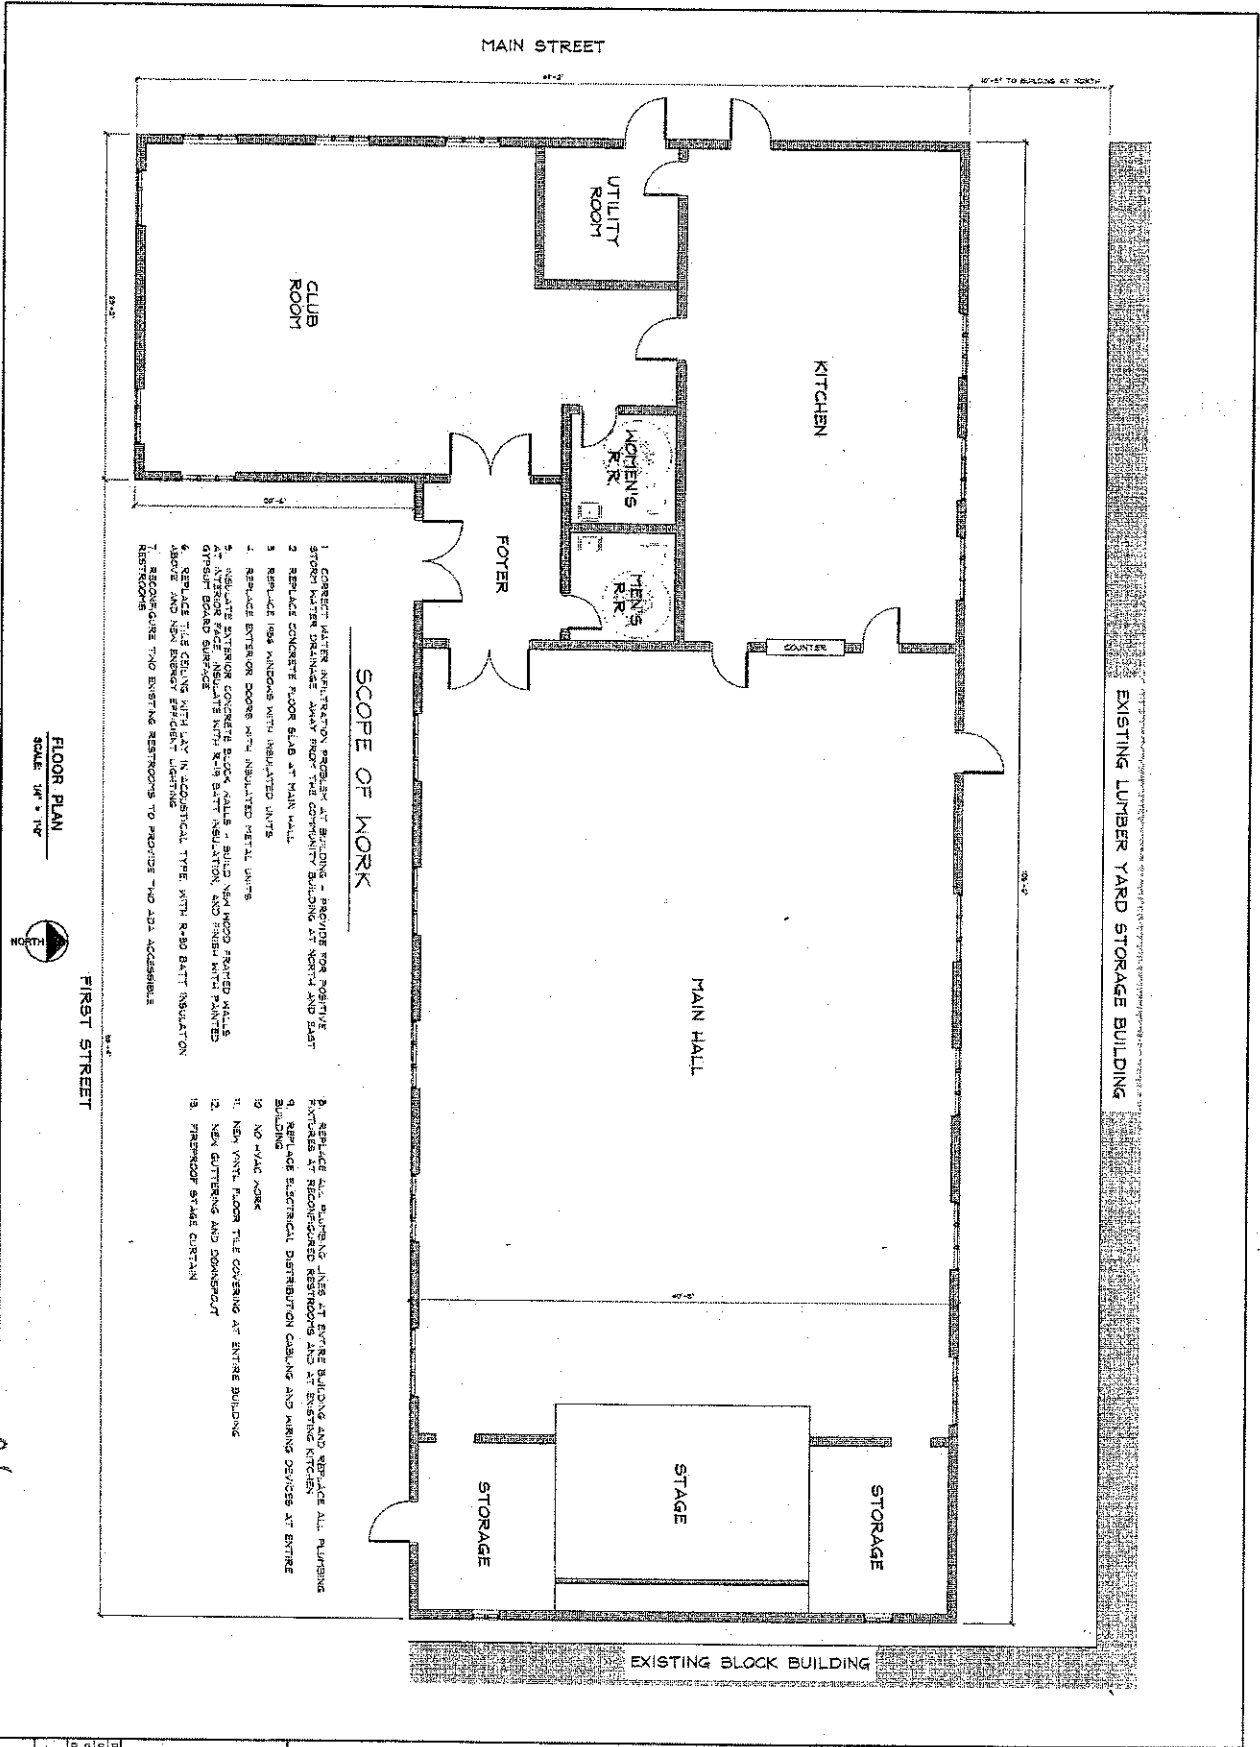 MAIN STREET
EXISTING LUMBER YARD STORAGE BUILDING
EXISTING BLOCK BUILDING
UTILITY
ROOM
KITCHEN
CLUB
ROOM
WOMEN'S
R.R.
MEN'S
R.R.
FOYER
COUNTER
MAIN HALL
STORAGE
STAGE
STORAGE
SCOPE OF WORK
1 CORRECT WATER INFILTRATION PROBLEM AT BUILDING - PROVIDE FOR POSITIVE
STORM WATER DRAINAGE AWAY FROM THE COMMUNITY BUILDING AT NORTH AND EAST
2 REPLACE CONCRETE FLOOR SLAB AT MAIN HALL
3 REPLACE 1986 WINDOWS WITH INSULATED UNITS
4. REPLACE EXTERIOR DOORS WITH INSULATED METAL UNITS
5. INSULATE EXTERIOR CONCRETE BLOCK WALLS - BUILD NEW WOOD FRAMED WALLS
AT INTERIOR FACE, INSULATE WITH R-19 BATT INSULATION, AND FINISH WITH PAINTED
GYPSUM BOARD SURFACE
6. REPLACE TILE CEILING WITH LAY IN ACOUSTICAL TYPE WITH R-30 BATT INSULATION
ABOVE AND NEW ENERGY EFFICIENT LIGHTING
7. RECONFIGURE TWO EXISTING RESTROOMS TO PROVIDE TWO ADA ACCESSIBLE
RESTROOMS
8. REPLACE ALL PLUMBING LINES AT ENTIRE BUILDING AND REPLACE ALL PLUMBING
FIXTURES AT RECONFIGURED RESTROOMS AND AT EXISTING KITCHEN
9. REPLACE ELECTRICAL DISTRIBUTION CABLING AND WIRING DEVICES AT ENTIRE
BUILDING
10 NO HVAC WORK
11. NEW VINYL FLOOR TILE COVERING AT ENTIRE BUILDING
12. NEW GUTTERING AND DOWNSPOUT
13. FIREPROOF STAGE CURTAIN
FLOOR PLAN
SCALE: 1/4" = 1'-0"
NORTH
FIRST STREET